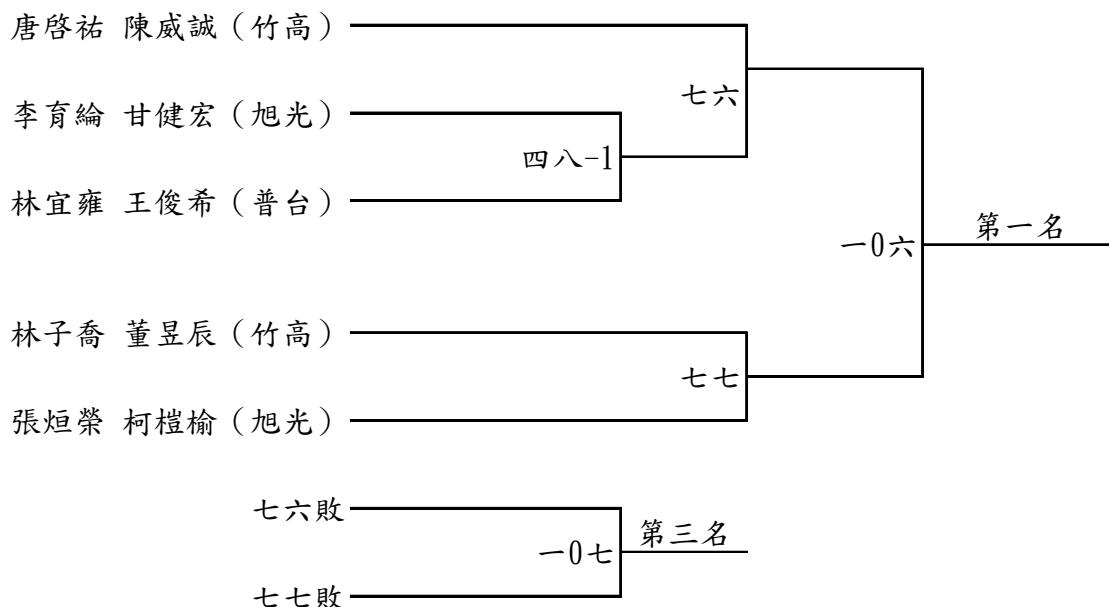 唐啓祐 陳威誠（竹高）
七六
李育綸 甘健宏（旭光）
四八-1
林宜雍 王俊希（普台）
一0六
第一名
林子喬 董昱辰（竹高）
七七
張烜榮 柯榿榆（旭光）
七六敗
一0七
第三名
七七敗